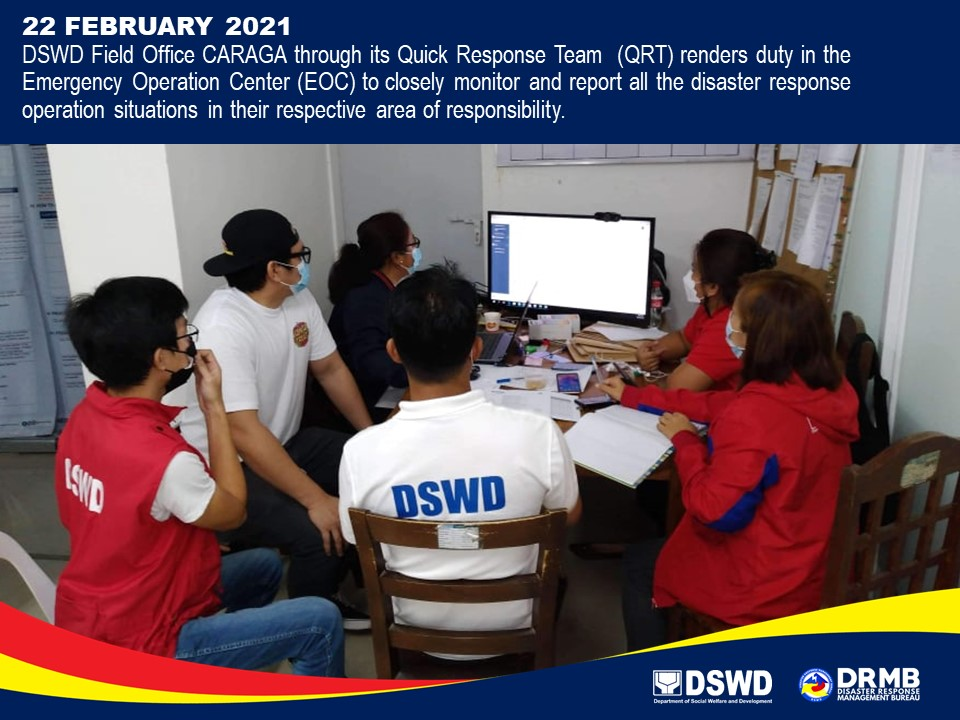 22 FEBRUARY 2021
DSWD Field Office CARAGA through its Quick Response Team (QRT) renders duty in the
Emergency Operation Center (EOC) to closely monitor and report all the disaster response
operation situations in their respective area of responsibility.
DSWD
DSWD
DSWD
Department of Social Welfare and Development
DRMB
DISASTER RESPONSE
MANAGEMENT BUREAU